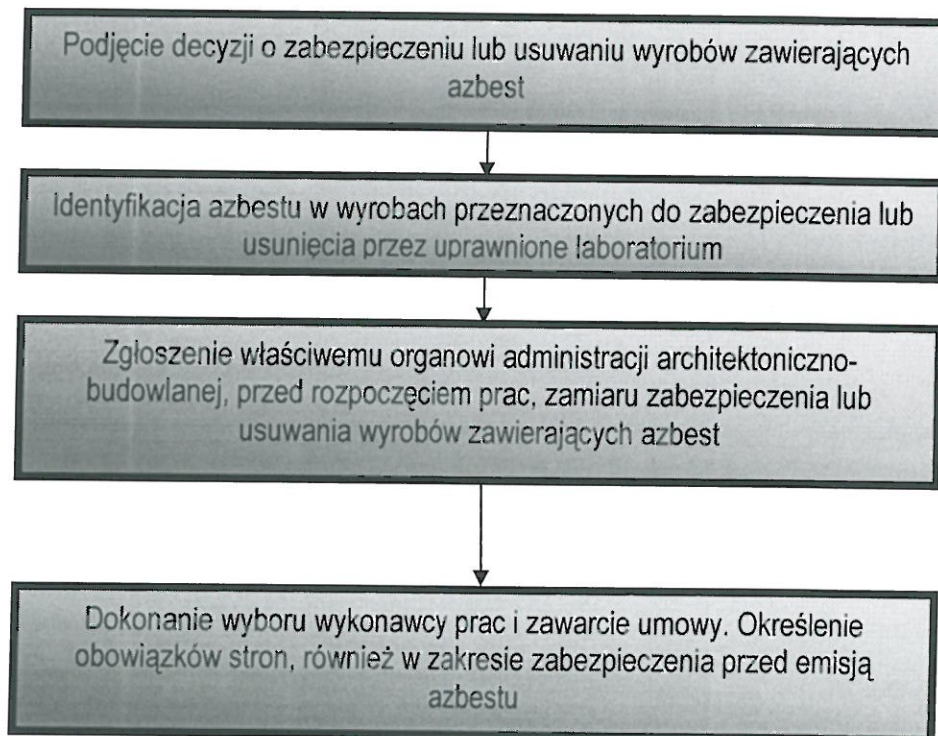 Podjęcie decyzji o zabezpieczeniu lub usuwaniu wyrobów zawierających
azbest
Identyfikacja azbestu w wyrobach przeznaczonych do zabezpieczenia lub
usunięcia przez uprawnione laboratorium
Zgłoszenie właściwemu organowi administracji architektoniczno-
budowlanej, przed rozpoczęciem prac, zamiaru zabezpieczenia lub
usuwania wyrobów zawierających azbest
Dokonanie wyboru wykonawcy prac i zawarcie umowy. Określenie
obowiązków stron, również w zakresie zabezpieczenia przed emisją
azbestu